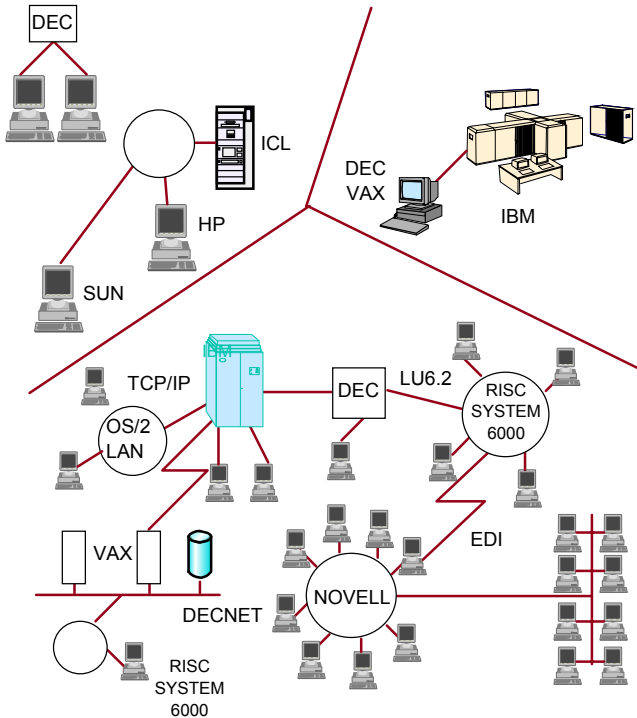 DEC
ICL
HP
SUN
DEC
VAX
IBM
IBM
TCP/IP
DEC
LU6.2
RISC
SYSTEM
6000
OS/2
LAN
VAX
EDI
DECNET
NOVELL
RISC
SYSTEM
6000